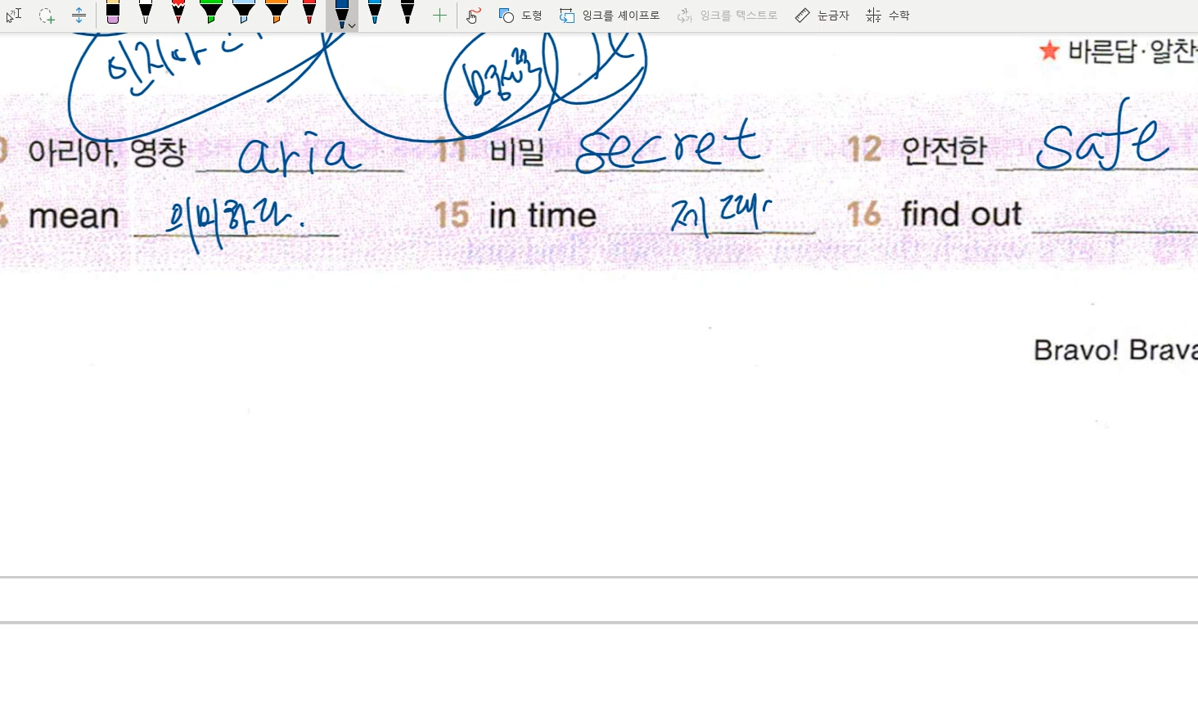 도형 잉크를 셰이프로 잉크를 텍스트로 눈금자 수학
★ 바른답·알찬
아리아, 영창 aria 11 비밀 secret 12 안전한 safe
mean 의미하다. 15 in time 제 때 16 find out
Bravo! Brava